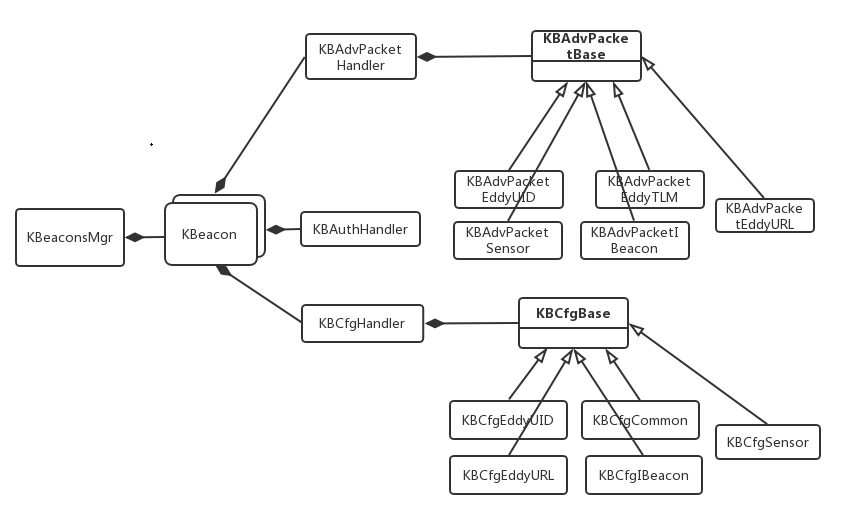 KBAdvPacke
tBase
KBAdvPacket
Handler
KBAdvPacket
EddyUID
KBAdvPacket
EddyTLM
KBAdvPacke
tEddyURL
KBeaconsMgr
KBeacon
KBAuthHandler
KBAdvPacket
Sensor
KBAdvPacketI
Beacon
KBCfgHandler
KBCfgBase
KBCfgEddyUID
KBCfgCommon
KBCfgSensor
KBCfgEddyURL
KBCfgIBeacon